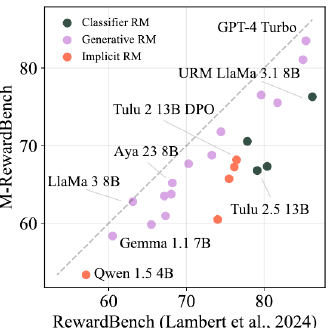 Classifier RM
Generative RM
Implicit RM
GPT-4 Turbo
URM LlaMa 3.1 8B
Tulu 2 13B DPO
Aya 23 8B
LlaMa 3 8B
Tulu 2.5 13B
Gemma 1.1 7B
Qwen 1.5 4B
M-RewardBench
80
70
60
60 70 80
RewardBench (Lambert et al., 2024)